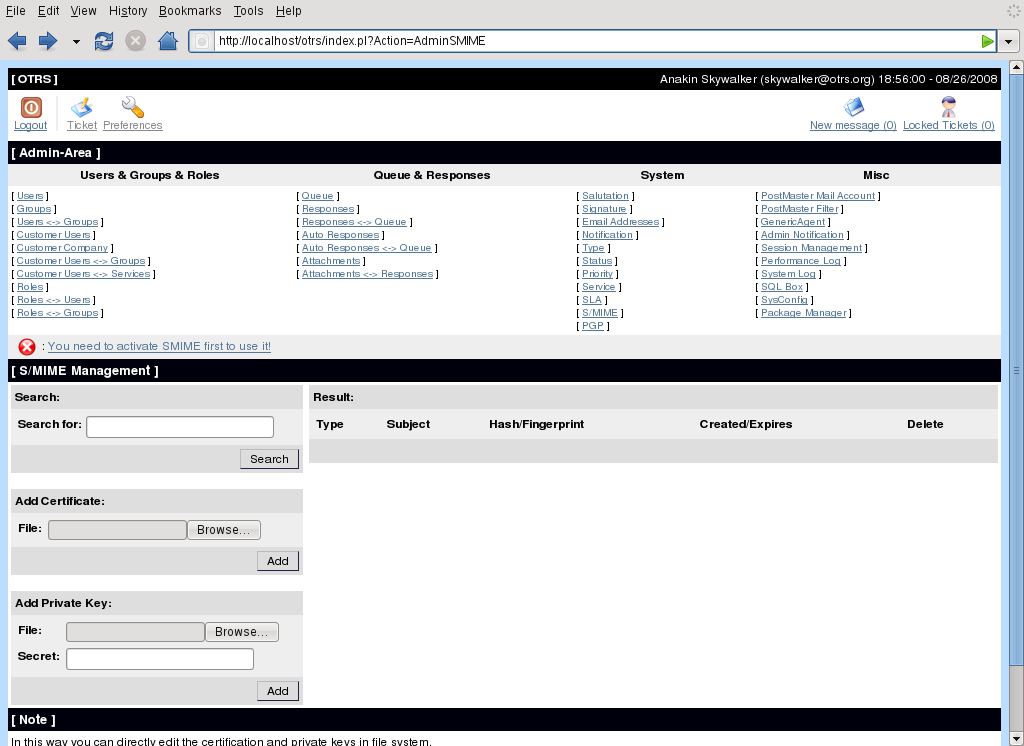 File Edit View History Bookmarks Tools Help
http://localhost/otrs/index.pl?Action=AdminSMIME
[ OTRS ] Anakin Skywalker (skywalker@otrs.org) 18:56:00 - 08/26/2008
Logout Ticket Preferences New message (0) Locked Tickets (0)
[ Admin-Area ]
Users & Groups & Roles Queue & Responses System Misc
[ Users ] [ Queue ] [ Salutation ] [ PostMaster Mail Account ]
[ Groups ] [ Responses ] [ Signature ] [ PostMaster Filter ]
[ Users <-> Groups ] [ Responses <-> Queue ] [ Email Addresses ] [ GenericAgent ]
[ Customer Users ] [ Auto Responses ] [ Notification ] [ Admin Notification ]
[ Customer Company ] [ Auto Responses <-> Queue ] [ Type ] [ Session Management ]
[ Customer Users <-> Groups ] [ Attachments ] [ Status ] [ Performance Log ]
[ Customer Users <-> Services ] [ Attachments <-> Responses ] [ Priority ] [ System Log ]
[ Roles ] [ Service ] [ SQL Box ]
[ Roles <-> Users ] [ SLA ] [ SysConfig ]
[ Roles <-> Groups ] [ S/MIME ] [ Package Manager ]
[ PGP ]
: You need to activate SMIME first to use it!
[ S/MIME Management ]
Search: Result:
Search for: Type Subject Hash/Fingerprint Created/Expires Delete
Search
Add Certificate:
File: Browse...
Add
Add Private Key:
File: Browse...
Secret:
Add
[ Note ]
In this way you can directly edit the certification and private keys in file system.